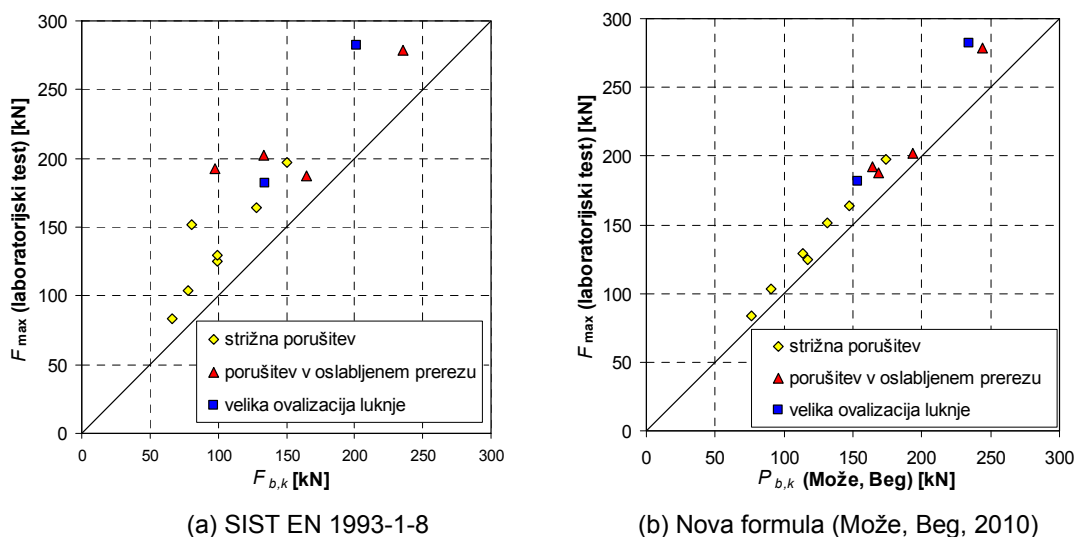 300
250
200
150
100
50
0
0 50 100 150 200 250 300
F max (laboratorijski test) [kN]
F b,k [kN]
strižna porušitev
porušitev v oslabljenem prerezu
velika ovalizacija luknje
(a) SIST EN 1993-1-8
300
250
200
150
100
50
0
0 50 100 150 200 250 300
F max (laboratorijski test) [kN]
P b,k (Može, Beg) [kN]
strižna porušitev
porušitev v oslabljenem prerezu
velika ovalizacija luknje
(b) Nova formula (Može, Beg, 2010)